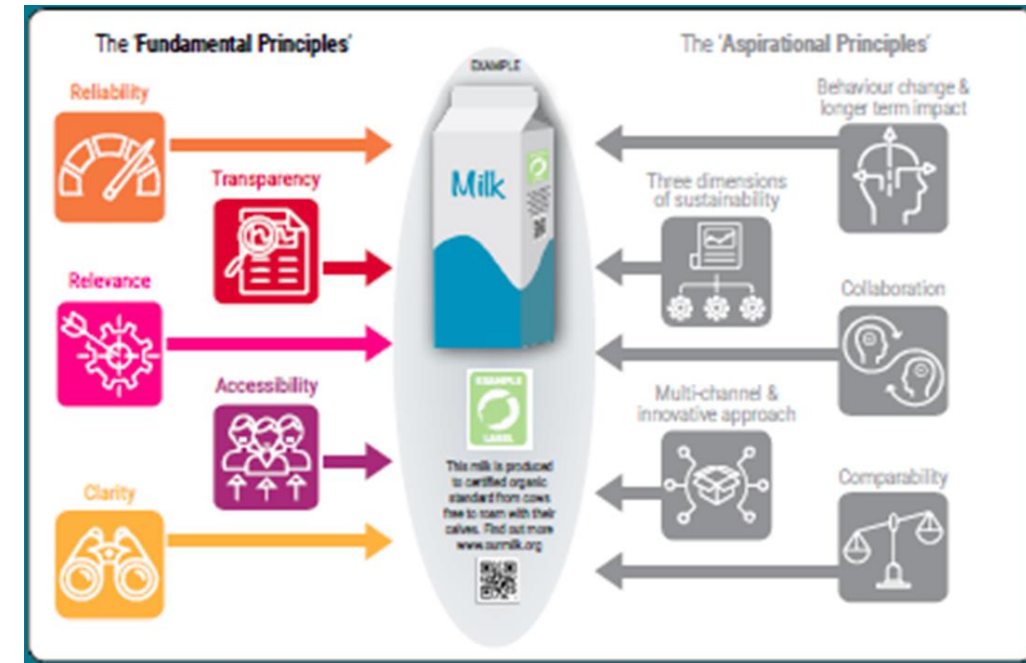 The 'Fundamental Principles'
Reliability
Transparency
Relevance
Accessibility
Clarity
EXAMPLE
Milk
EXAMPLE
LABEL
This milk is produced
to certified organic
standard from cows
free to roam with their
calves. Find out more
www.ourmilk.org
The 'Aspirational Principles'
Behaviour change &
longer term impact
Three dimensions
of sustainability
Collaboration
Multi-channel &
innovative approach
Comparability